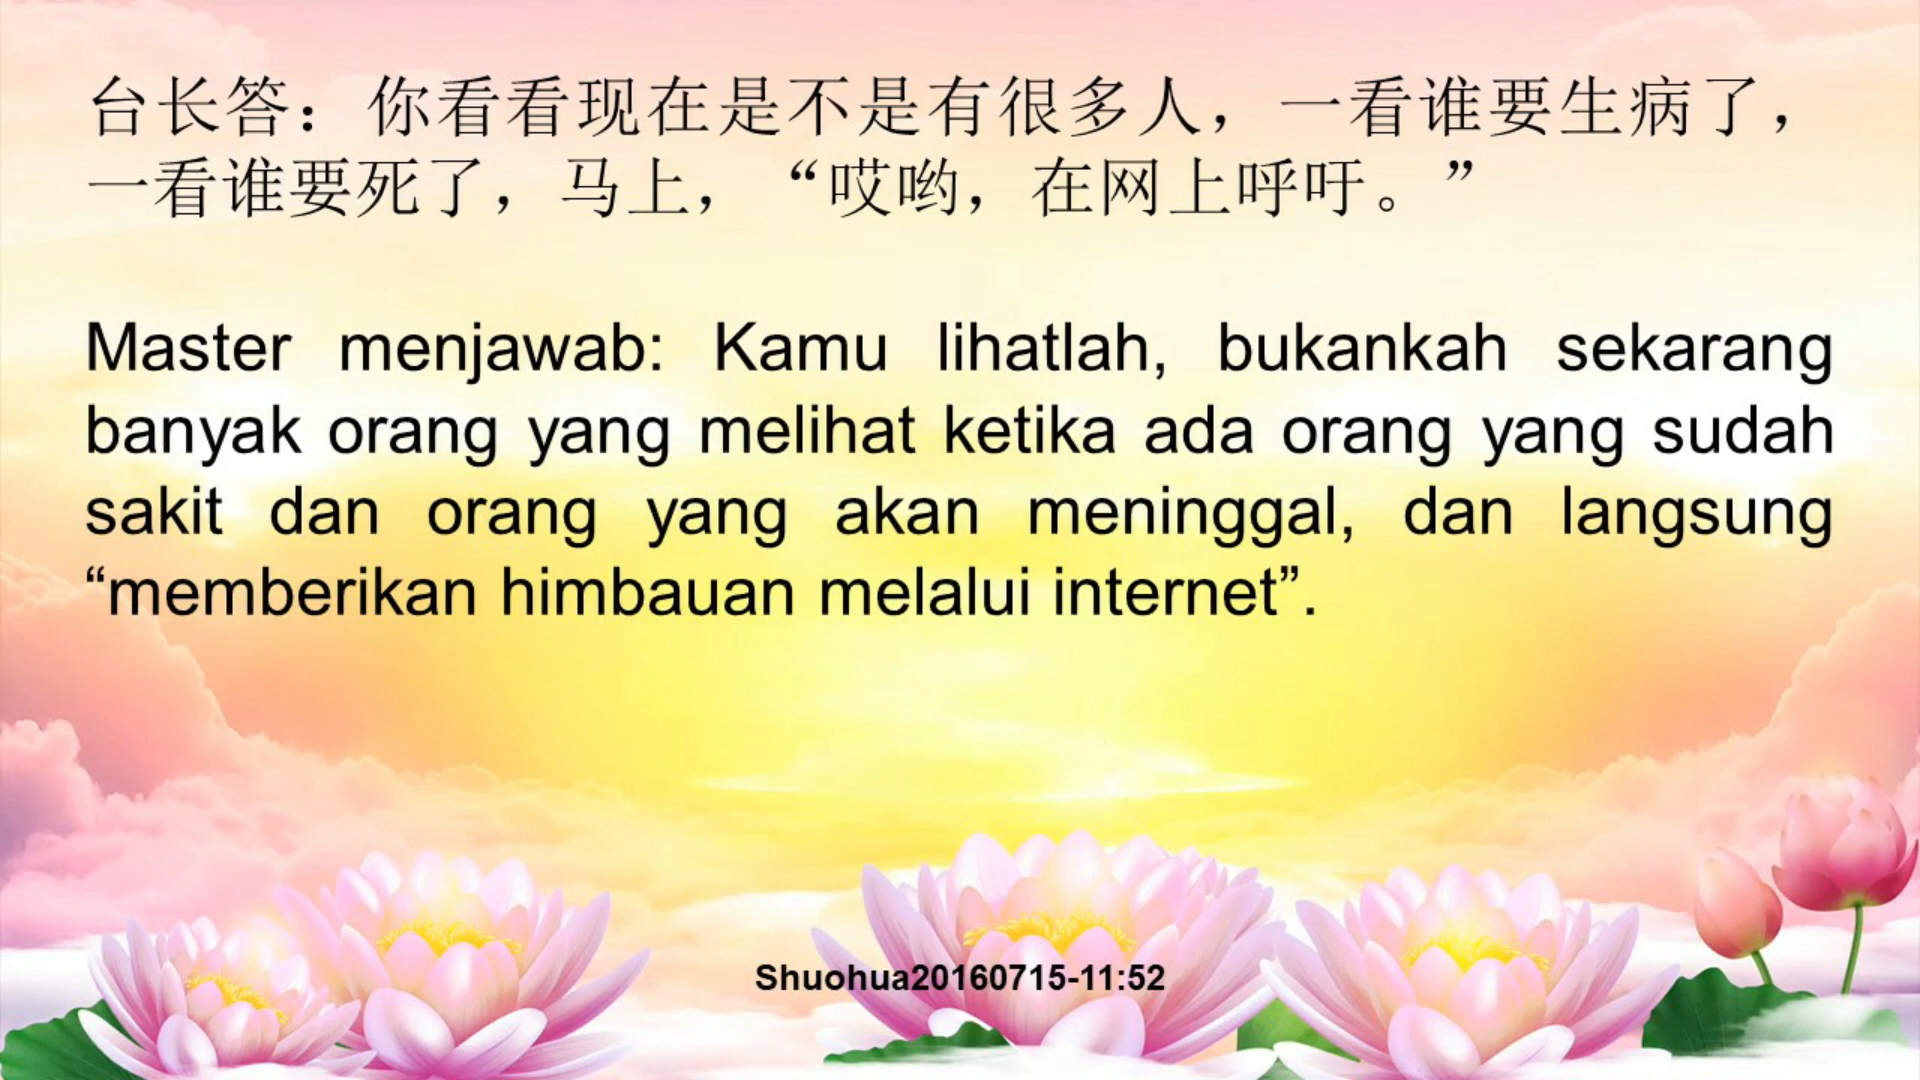 台长答：你看看现在是不是有很多人，一看谁要生病了，
一看谁要死了，马上，“哎哟，在网上呼吁。”
Master menjawab: Kamu lihatlah, bukankah sekarang
banyak orang yang melihat ketika ada orang yang sudah
sakit dan orang yang akan meninggal, dan langsung
“memberikan himbauan melalui internet”.
Shuohua20160715-11:52